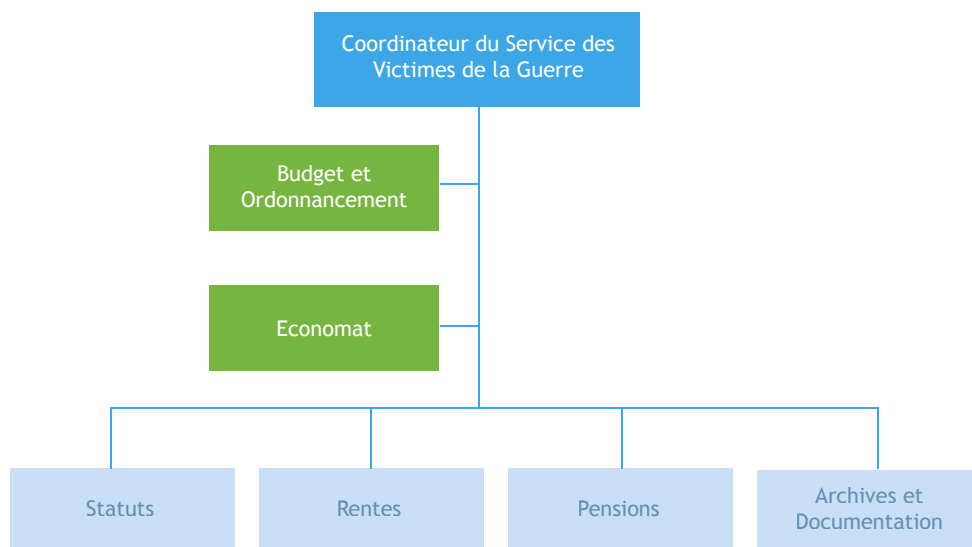 Coordinateur du Service des
Victimes de la Guerre
Budget et
Ordonnancement
Economat
Statuts
Rentes
Pensions
Archives et
Documentation